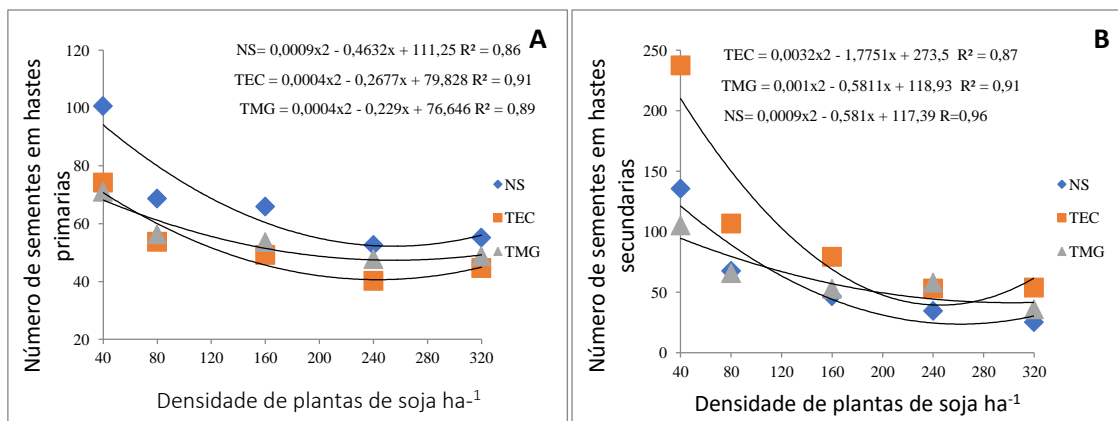 A
NS= 0,0009x2 - 0,4632x + 111,25 R² = 0,86
TEC = 0,0004x2 - 0,2677x + 79,828 R² = 0,91
TMG = 0,0004x2 - 0,229x + 76,646 R² = 0,89
Número de sementes em hastes
primarias
120
100
80
60
40
20
40 80 120 160 200 240 280 320
Densidade de plantas de soja ha-¹
NS
TEC
TMG
B
TEC = 0,0032x2 - 1,7751x + 273,5 R² = 0,87
TMG = 0,001x2 - 0,5811x + 118,93 R² = 0,91
NS= 0,0009x2 - 0,581x + 117,39 R=0,96
Número de sementes em hastes
secundarias
250
200
150
100
50
0
40 80 120 160 200 240 280 320
Densidade de plantas de soja ha-¹
NS
TEC
TMG